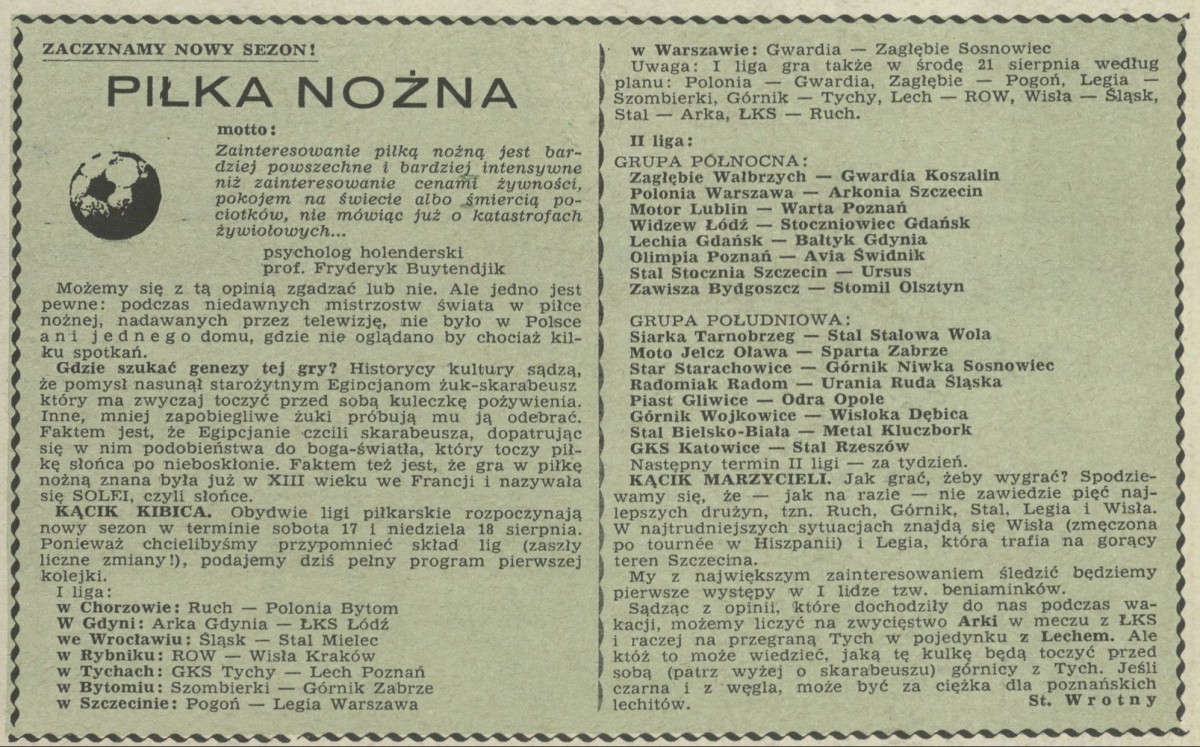 ZACZYNAMY NOWY SEZON!
PIŁKA NOŻNA
motto:
Zainteresowanie piłką nożną jest bar-
dziej powszechne i bardziej intensywne
niż zainteresowanie cenami żywności,
pokojem na świecie albo śmiercią po-
ciotków, nie mówiąc już o katastrofach
żywiołowych...
psycholog holenderski
prof. Fryderyk Buytendjik
Możemy się z tą opinią zgadzać lub nie. Ale jedno jest
pewne: podczas niedawnych mistrzostw świata w piłce
nożnej, nadawanych przez telewizję, nie było w Polsce
ani jednego domu, gdzie nie oglądano by chociaż kil-
ku spotkań.
Gdzie szukać genezy tej gry? Historycy kultury sądzą,
że pomysł nasunął starożytnym Egipcjanom żuk-skarabeusz
który ma zwyczaj toczyć przed sobą kuleczkę pożywienia.
Inne, mniej zapobiegliwe żuki próbują mu ją odebrać.
Faktem jest, że Egipcjanie czcili skarabeusza, dopatrując
się w nim podobieństwa do boga-światła, który toczy pił-
kę słońca po nieboskłonie. Faktem też jest, że gra w piłkę
nożną znana była już w XIII wieku we Francji i nazywała
się SOLEI, czyli słońce.
KĄCIK KIBICA. Obydwie ligi piłkarskie rozpoczynają
nowy sezon w terminie sobota 17 i niedziela 18 sierpnia.
Ponieważ chcielibyśmy przypomnieć skład lig (zaszły
liczne zmiany!), podajemy dziś pełny program pierwszej
kolejki.
I liga:
w Chorzowie: Ruch — Polonia Bytom
W Gdyni: Arka Gdynia — ŁKS Łódź
we Wrocławiu: Śląsk — Stal Mielec
w Rybniku: ROW — Wisła Kraków
w Tychach: GKS Tychy — Lech Poznań
w Bytomiu: Szombierki — Górnik Zabrze
w Szczecinie: Pogoń — Legia Warszawa
w Warszawie: Gwardia — Zagłębie Sosnowiec
Uwaga: I liga gra także w środę 21 sierpnia według
planu: Polonia — Gwardia, Zagłębie — Pogoń, Legia —
Szombierki, Górnik — Tychy, Lech — ROW, Wisła — Śląsk,
Stal — Arka, ŁKS — Ruch.
II liga:
GRUPA PÓŁNOCNA:
Zagłębie Wałbrzych — Gwardia Koszalin
Polonia Warszawa — Arkonia Szczecin
Motor Lublin — Warta Poznań
Widzew Łódź — Stoczniowiec Gdańsk
Lechia Gdańsk — Bałtyk Gdynia
Olimpia Poznań — Avia Świdnik
Stal Stocznia Szczecin — Ursus
Zawisza Bydgoszcz — Stomil Olsztyn
GRUPA POŁUDNIOWA:
Siarka Tarnobrzeg — Stal Stalowa Wola
Moto Jelcz Oława — Sparta Zabrze
Star Starachowice — Górnik Niwka Sosnowiec
Radomiak Radom — Urania Ruda Śląska
Piast Gliwice — Odra Opole
Górnik Wojkowice — Wisłoka Dębica
Stal Bielsko-Biała — Metal Kluczbork
GKS Katowice — Stal Rzeszów
Następny termin II ligi — za tydzień.
KĄCIK MARZYCIELI. Jak grać, żeby wygrać? Spodzie-
wamy się, że — jak na razie — nie zawiedzie pięć naj-
lepszych drużyn, tzn. Ruch, Górnik, Stal, Legia i Wisła.
W najtrudniejszych sytuacjach znajdą się Wisła (zmęczona
po tournée w Hiszpanii) i Legia, która trafia na gorący
teren Szczecina.
My z największym zainteresowaniem śledzić będziemy
pierwsze występy w I lidze tzw. beniaminków.
Sądząc z opinii, które dochodziły do nas podczas wa-
kacji, możemy liczyć na zwycięstwo Arki w meczu z ŁKS
i raczej na przegraną Tych w pojedynku z Lechem. Ale
któż to może wiedzieć, jaką tę kulkę będą toczyć przed
sobą (patrz wyżej o skarabeuszu) górnicy z Tych. Jeśli
czarna i z węgla, może być za ciężka dla poznańskich
lechitów.
St. Wrotny